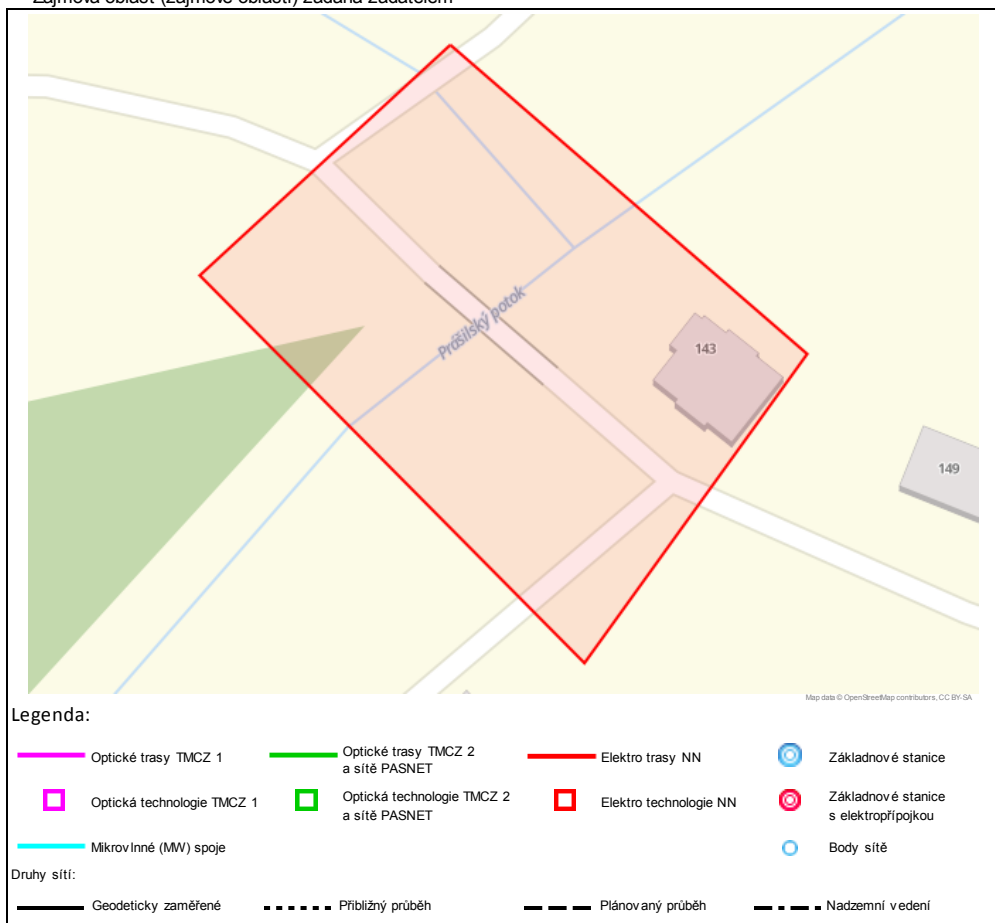 Zájmová oblast (zájmové oblasti) zadaná žadatelem
143
Prášilský potok
149
Map data © OpenStreetMap contributors, CC BY-SA
Legenda:
Optické trasy TMCZ 1
Optické trasy TMCZ 2
a sítě PASNET
Elektro trasy NN
Základnové stanice
Optická technologie TMCZ 1
Optická technologie TMCZ 2
a sítě PASNET
Elektro technologie NN
Základnové stanice
s elektropřípojkou
Mikrovlnné (MW) spoje
Body sítě
Druhy sítí:
Geodeticky zaměřené
Přibližný průběh
Plánovaný průběh
Nadzemní vedení